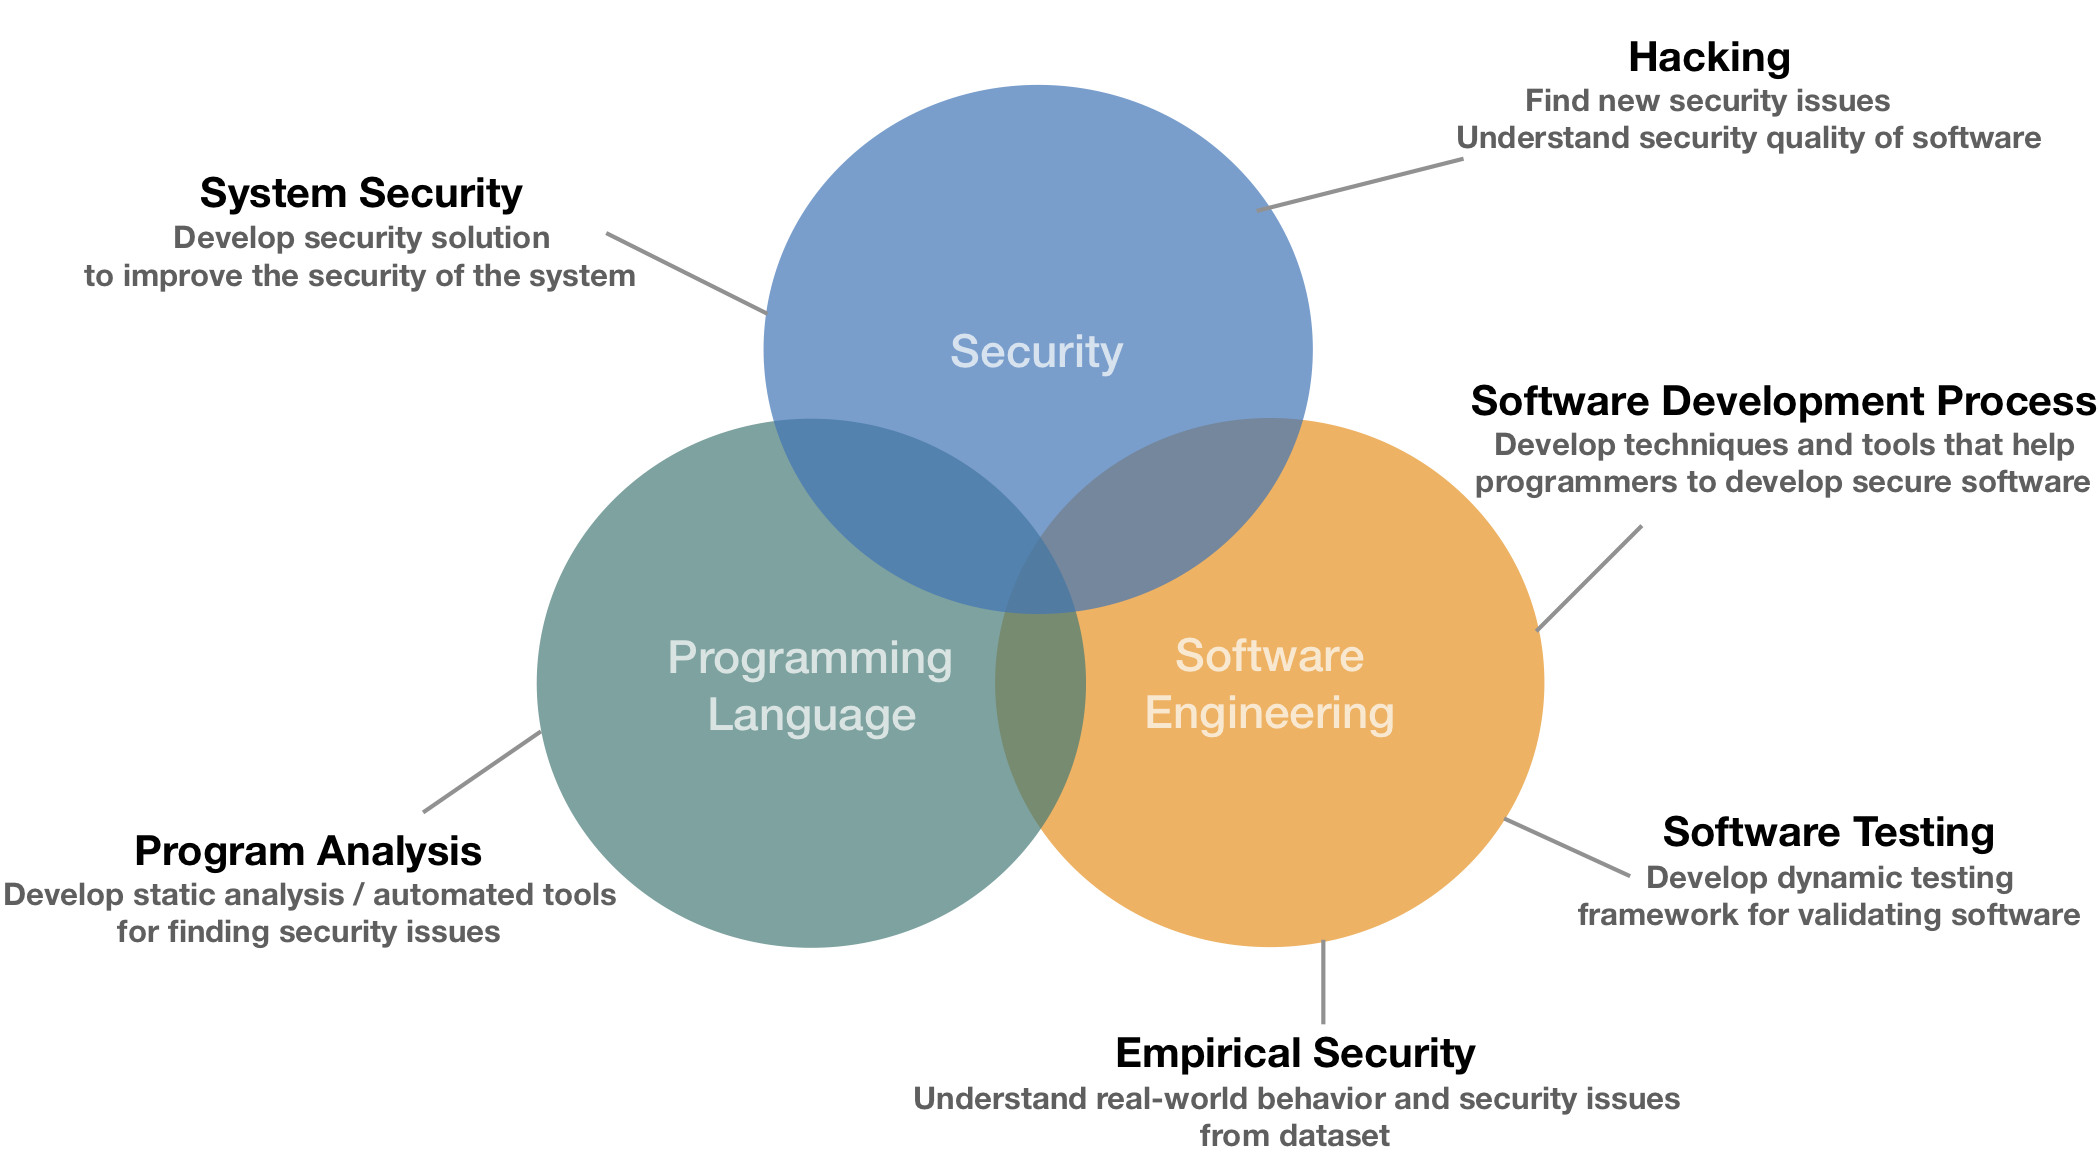 Hacking
Find new security issues
Understand security quality of software
System Security
Develop security solution
to improve the security of the system
Security
Software Development Process
Develop techniques and tools that help
programmers to develop secure software
Programming
Language
Software
Engineering
Program Analysis
Develop static analysis / automated tools
for finding security issues
Software Testing
Develop dynamic testing
framework for validating software
Empirical Security
Understand real-world behavior and security issues
from dataset